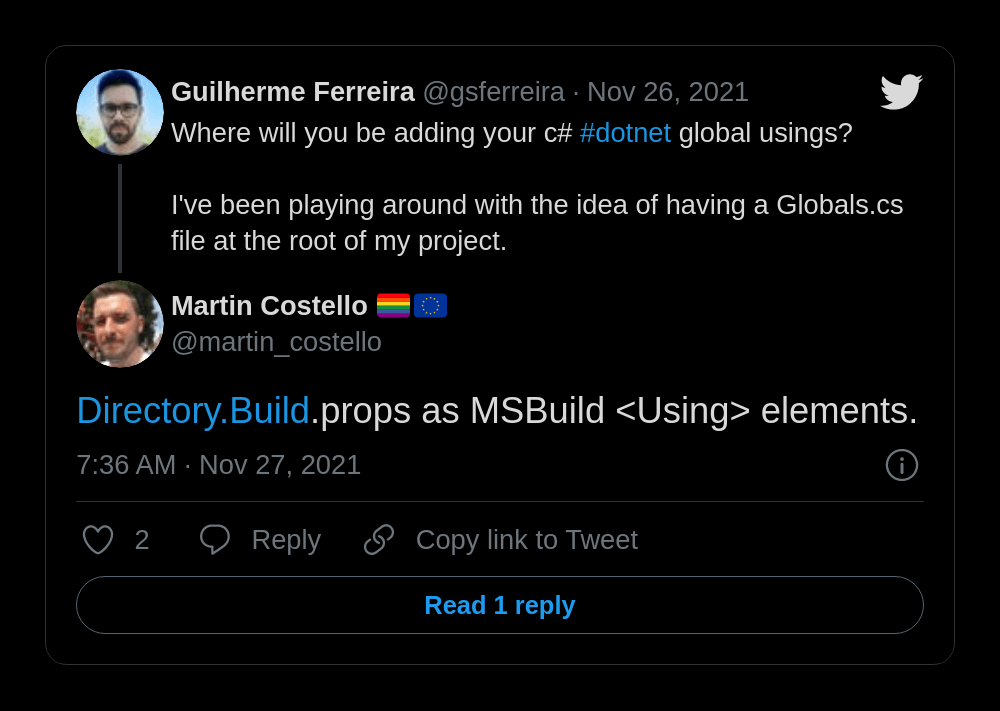 Guilherme Ferreira @gsferreira · Nov 26, 2021
Where will you be adding your c# #dotnet global usings?
I've been playing around with the idea of having a Globals.cs
file at the root of my project.
Martin Costello 🏳️‍🌈🇪🇺
@martin_costello
Directory.Build.props as MSBuild <Using> elements.
7:36 AM · Nov 27, 2021
2 Reply Copy link to Tweet
Read 1 reply